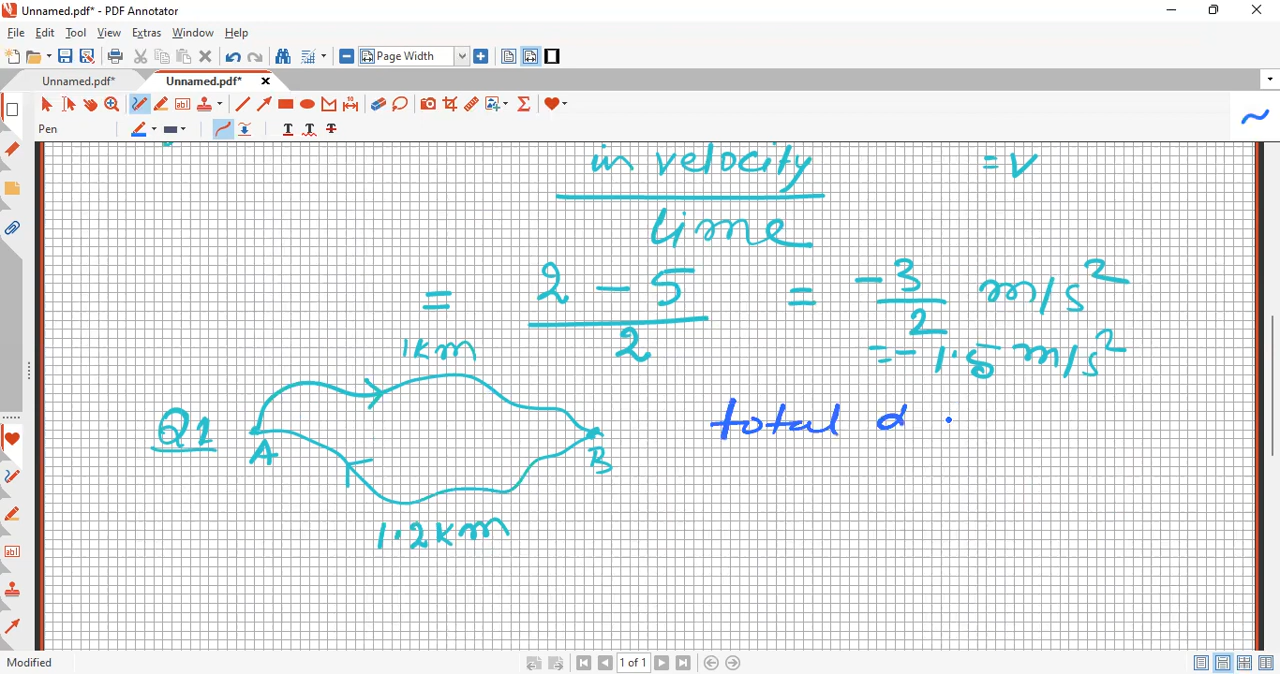 Unnamed.pdf* - PDF Annotator
File Edit Tool View Extras Window Help
Page Width
Unnamed.pdf* Unnamed.pdf*
Pen
in velocity
= V
time
= 2 - 5 = -3 m/s²
2 2
1km = -1.5 m/s²
Q1 A B total d
1.2km
Modified 1 of 1